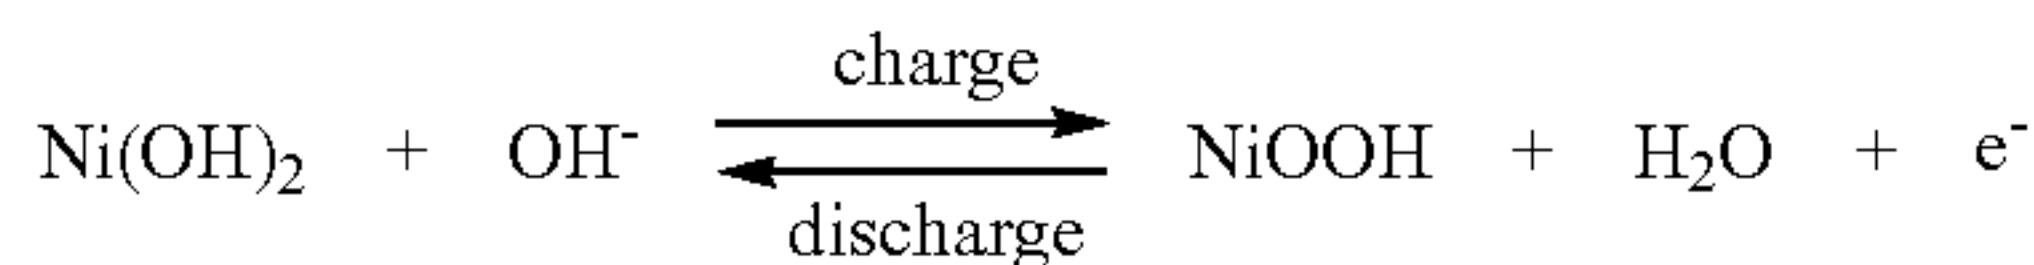 charge
Ni(OH)₂ + OH⁻ ⇌ NiOOH + H₂O + e⁻
discharge